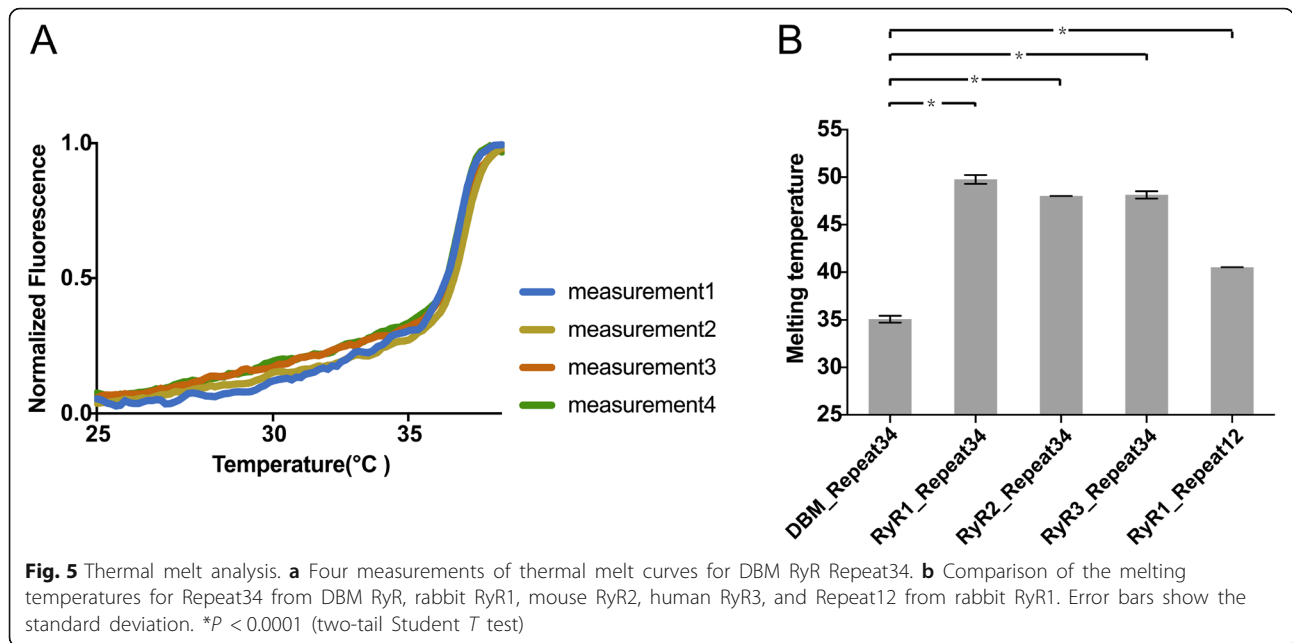 A
Normalized Fluorescence
1.0
0.5
0.0
25
30
35
Temperature(°C )
measurement1
measurement2
measurement3
measurement4
B
*
*
*
*
Melting temperature
55
50
45
40
35
30
25
DBM_Repeat34
RyR1_Repeat34
RyR2_Repeat34
RyR3_Repeat34
RyR1_Repeat12
Fig. 5 Thermal melt analysis. a Four measurements of thermal melt curves for DBM RyR Repeat34. b Comparison of the melting
temperatures for Repeat34 from DBM RyR, rabbit RyR1, mouse RyR2, human RyR3, and Repeat12 from rabbit RyR1. Error bars show the
standard deviation. *P < 0.0001 (two-tail Student T test)